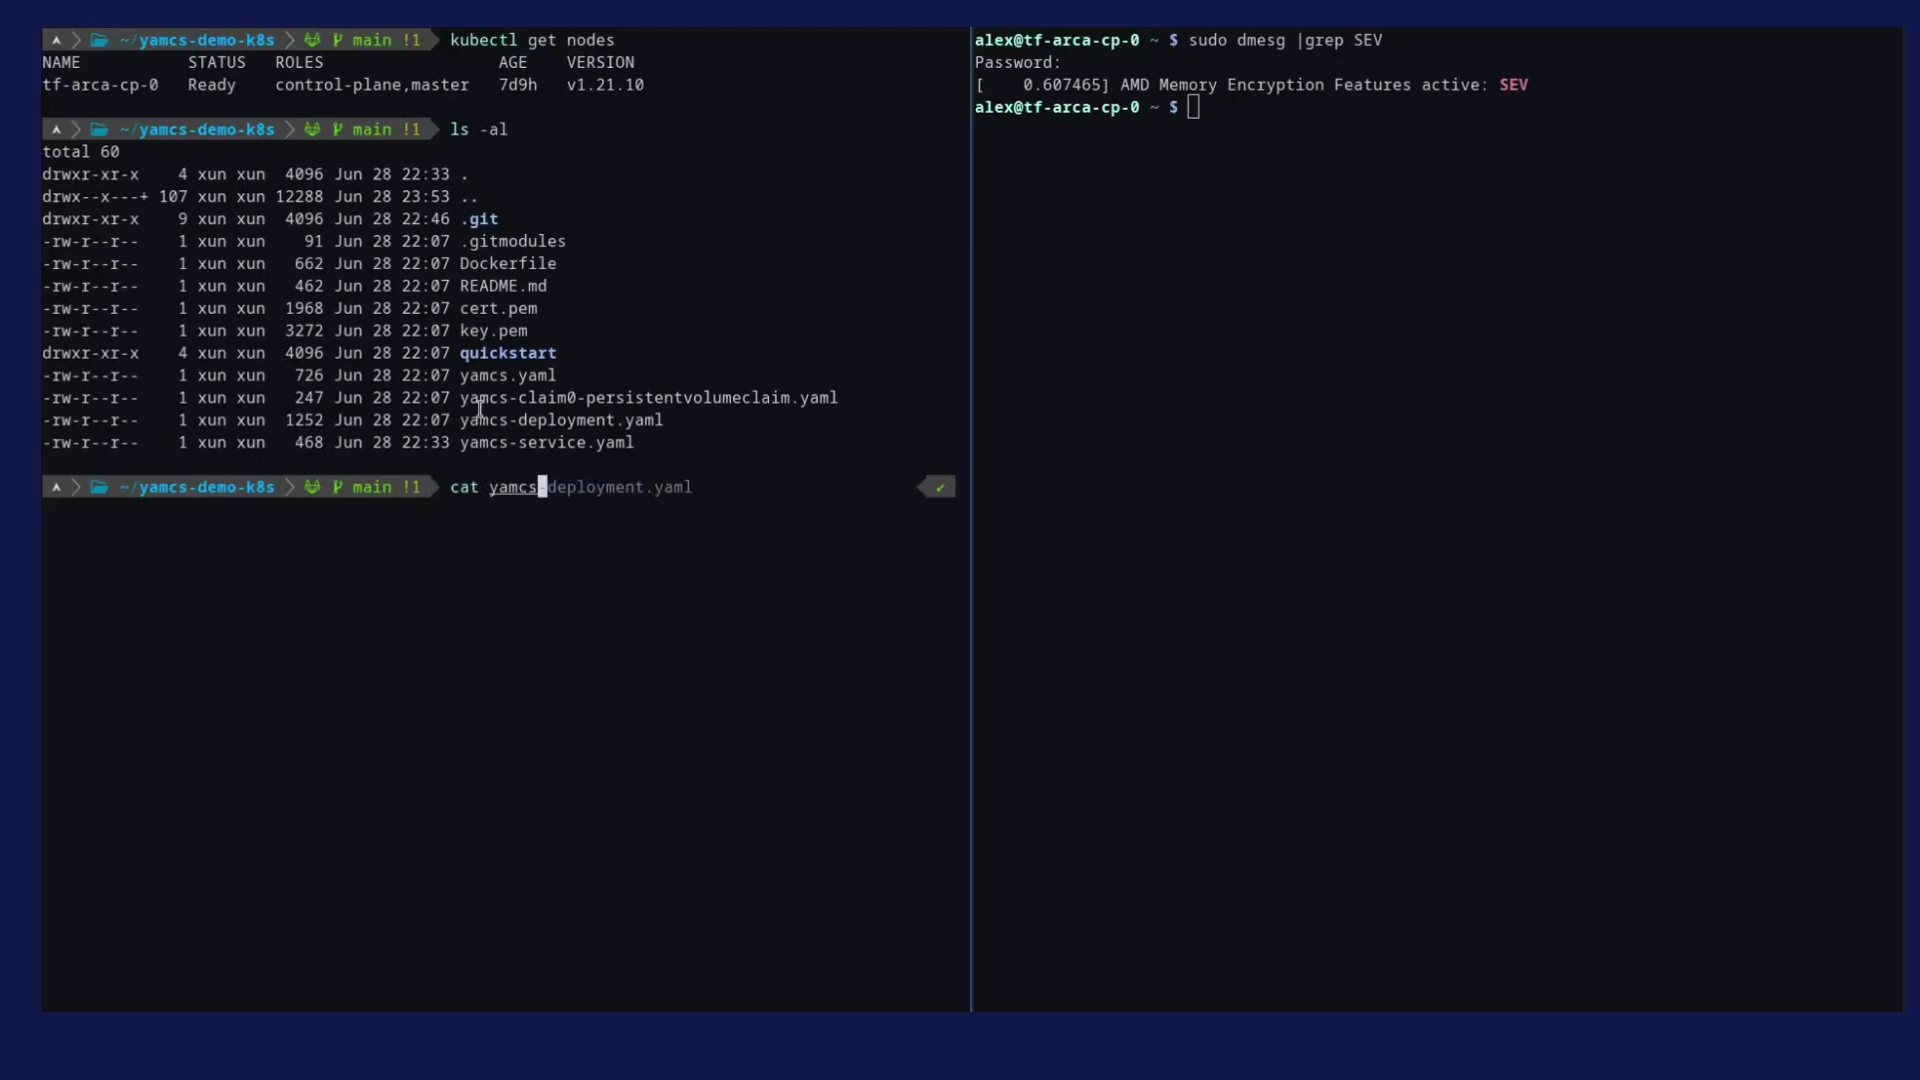 ~/yamcs-demo-k8s main !1 kubectl get nodes
NAME STATUS ROLES AGE VERSION
tf-arca-cp-0 Ready control-plane,master 7d9h v1.21.10
~/yamcs-demo-k8s main !1 ls -al
total 60
drwxr-xr-x 4 xun xun 4096 Jun 28 22:33 .
drwx--x---+ 107 xun xun 12288 Jun 28 23:53 ..
drwxr-xr-x 9 xun xun 4096 Jun 28 22:46 .git
-rw-r--r-- 1 xun xun 91 Jun 28 22:07 .gitmodules
-rw-r--r-- 1 xun xun 662 Jun 28 22:07 Dockerfile
-rw-r--r-- 1 xun xun 462 Jun 28 22:07 README.md
-rw-r--r-- 1 xun xun 1968 Jun 28 22:07 cert.pem
-rw-r--r-- 1 xun xun 3272 Jun 28 22:07 key.pem
drwxr-xr-x 4 xun xun 4096 Jun 28 22:07 quickstart
-rw-r--r-- 1 xun xun 726 Jun 28 22:07 yamcs.yaml
-rw-r--r-- 1 xun xun 247 Jun 28 22:07 yamcs-claim0-persistentvolumeclaim.yaml
-rw-r--r-- 1 xun xun 1252 Jun 28 22:07 yamcs-deployment.yaml
-rw-r--r-- 1 xun xun 468 Jun 28 22:33 yamcs-service.yaml
~/yamcs-demo-k8s main !1 cat yamcs-deployment.yaml ✔
alex@tf-arca-cp-0 ~ $ sudo dmesg |grep SEV
Password:
[ 0.607465] AMD Memory Encryption Features active: SEV
alex@tf-arca-cp-0 ~ $